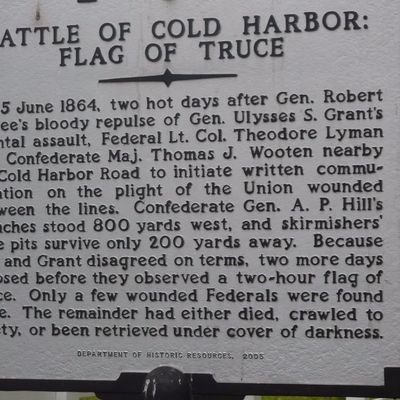 ATTLE OF COLD HARBOR:
FLAG OF TRUCE
5 June 1864, two hot days after Gen. Robert
ee's bloody repulse of Gen. Ulysses S. Grant's
ntal assault, Federal Lt. Col. Theodore Lyman
Confederate Maj. Thomas J. Wooten nearby
Cold Harbor Road to initiate written commu-
ation on the plight of the Union wounded
ween the lines. Confederate Gen. A. P. Hill's
nches stood 800 yards west, and skirmishers'
e pits survive only 200 yards away. Because
and Grant disagreed on terms, two more days
osed before they observed a two-hour flag of
ce. Only a few wounded Federals were found
e. The remainder had either died, crawled to
ety, or been retrieved under cover of darkness.
DEPARTMENT OF HISTORIC RESOURCES, 2005